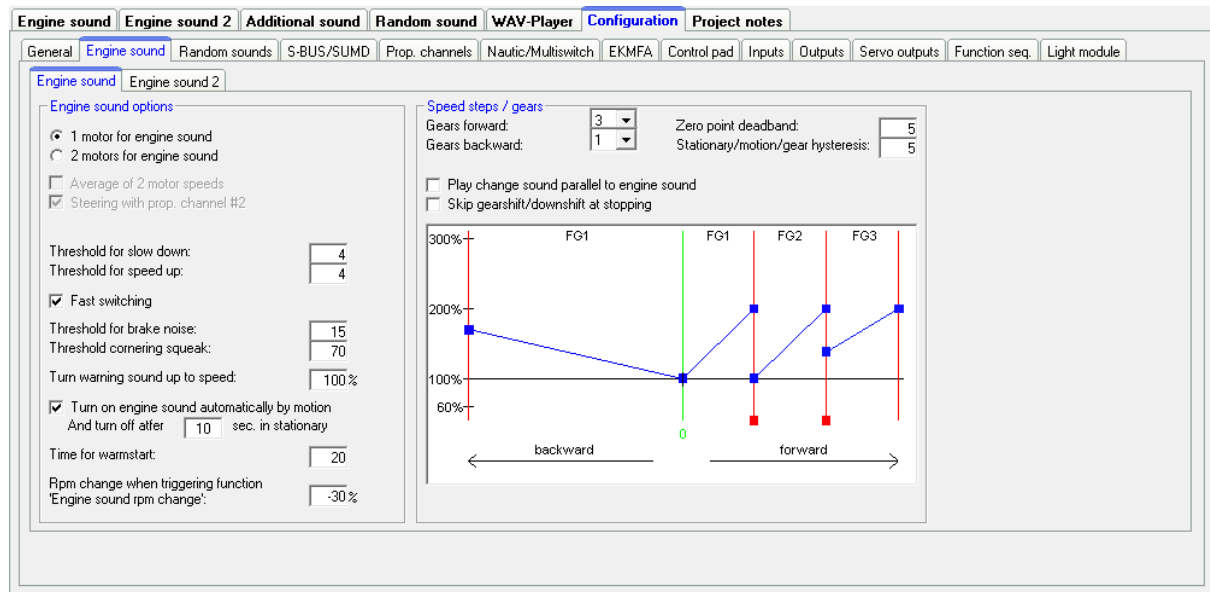 Engine sound Engine sound 2 Additional sound Random sound WAV-Player Configuration Project notes
General Engine sound Random sounds S-BUS/SUMD Prop. channels Nautic/Multiswitch EKMFA Control pad Inputs Outputs Servo outputs Function seq. Light module
Engine sound Engine sound 2
Engine sound options
1 motor for engine sound
2 motors for engine sound
Average of 2 motor speeds
Steering with prop. channel #2
Threshold for slow down: 4
Threshold for speed up: 4
Fast switching
Threshold for brake noise: 15
Threshold cornering squeak: 70
Turn warning sound up to speed: 100 %
Turn on engine sound automatically by motion
And turn off atfer 10 sec. in stationary
Time for warmstart: 20
Rpm change when triggering function
'Engine sound rpm change': -30 %
Speed steps / gears
Gears forward: 3 Zero point deadband: 5
Gears backward: 1 Stationary/motion/gear hysteresis: 5
Play change sound parallel to engine sound
Skip gearshift/downshift at stopping
300% FG1 FG1 FG2 FG3
200%
100%
60%
0
backward forward